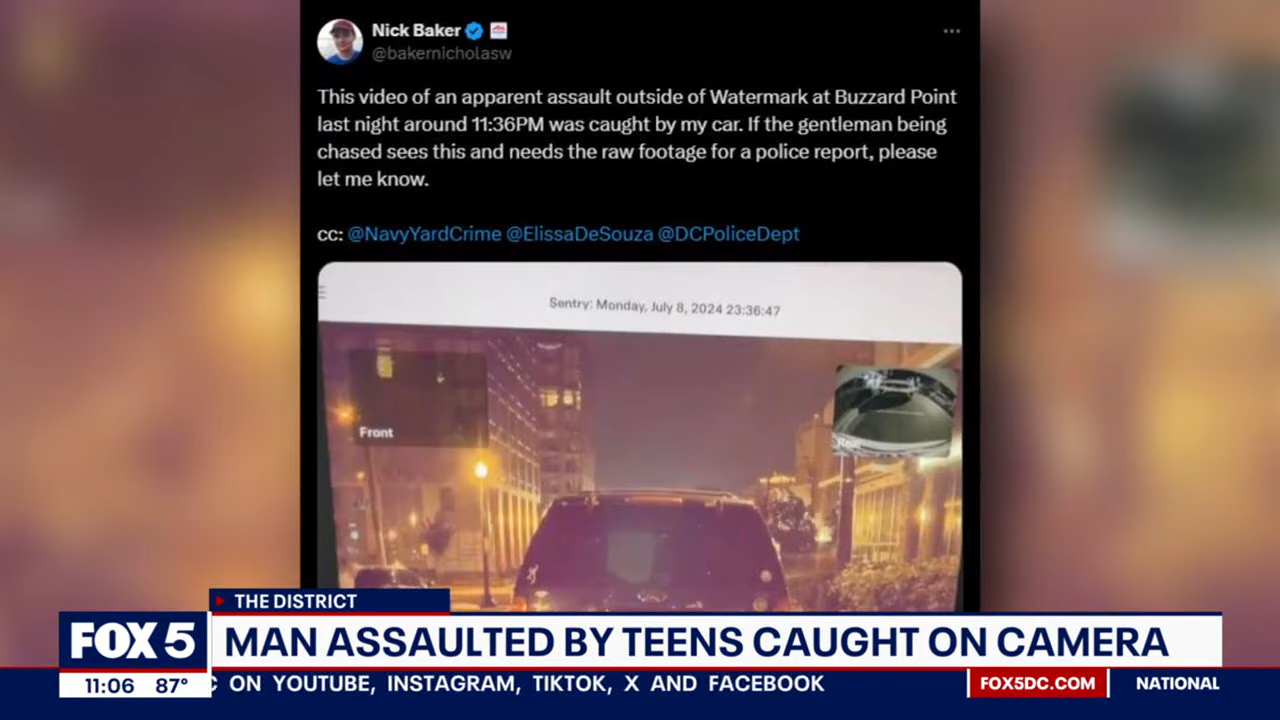 Nick Baker
@bakernicholasw
This video of an apparent assault outside of Watermark at Buzzard Point
last night around 11:36PM was caught by my car. If the gentleman being
chased sees this and needs the raw footage for a police report, please
let me know.
cc: @NavyYardCrime @ElissaDeSouza @DCPoliceDept
Sentry: Monday, July 8, 2024 23:36:47
Front
Rear
THE DISTRICT
FOX 5
MAN ASSAULTED BY TEENS CAUGHT ON CAMERA
11:06 87° ON YOUTUBE, INSTAGRAM, TIKTOK, X AND FACEBOOK FOX5DC.COM NATIONAL